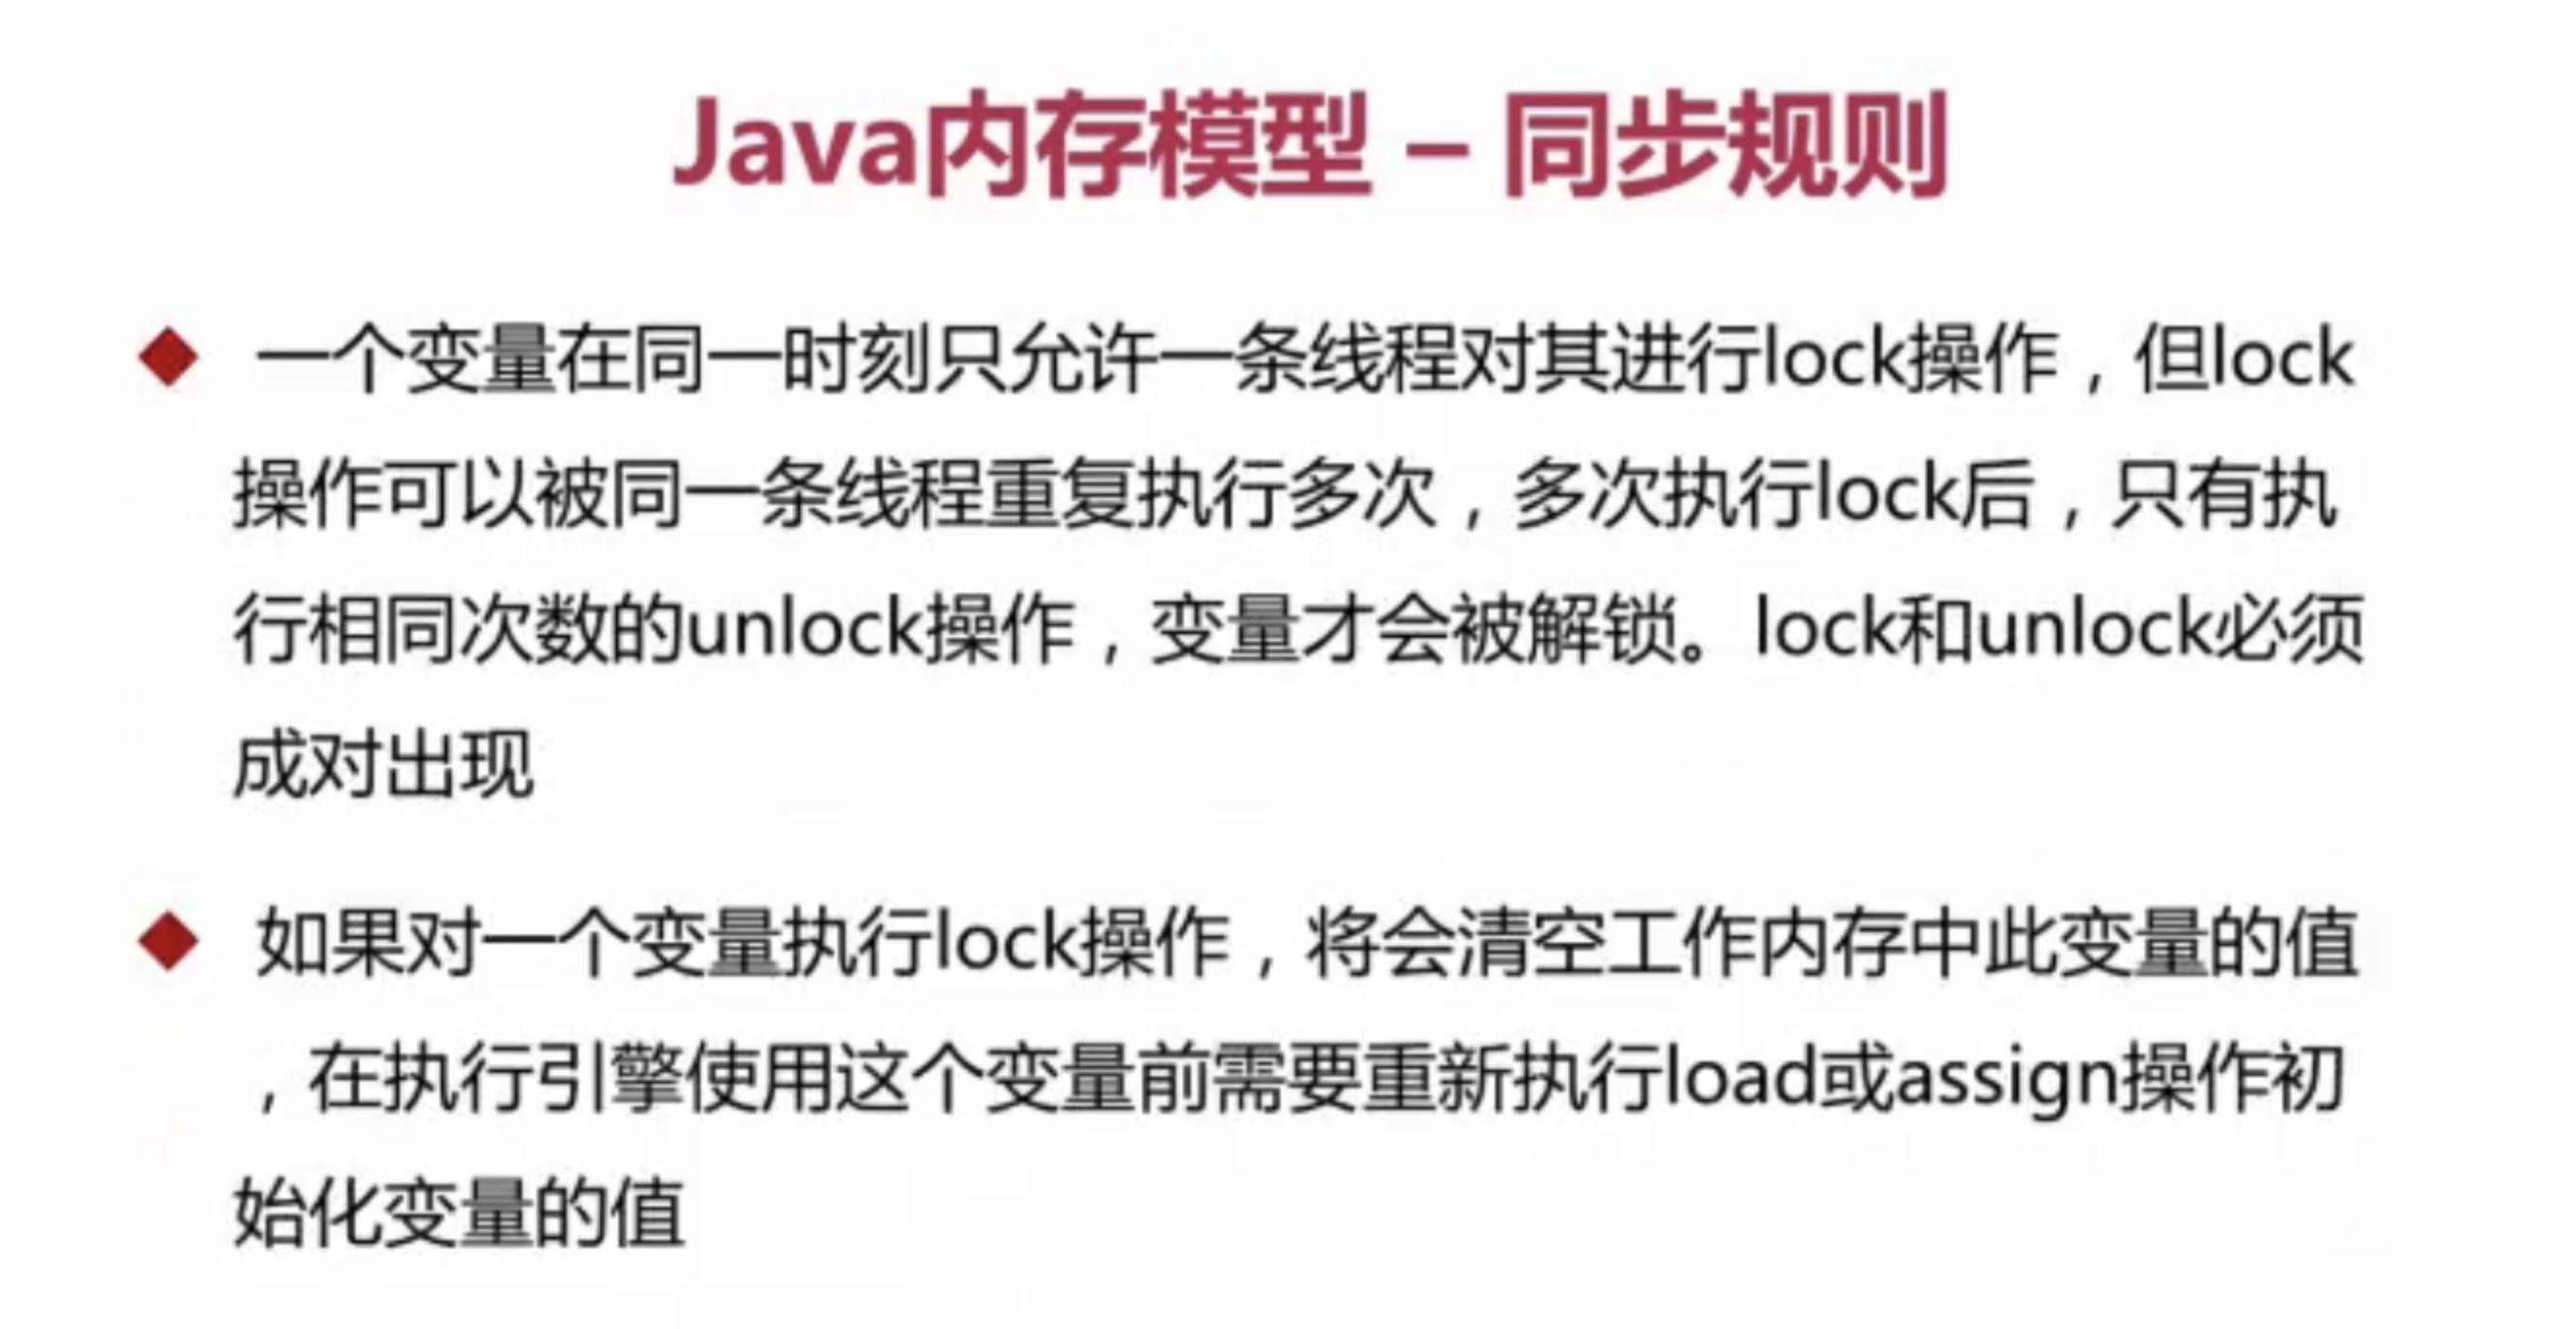 Java内存模型 – 同步规则
一个变量在同一时刻只允许一条线程对其进行lock操作，但lock
操作可以被同一条线程重复执行多次，多次执行lock后，只有执
行相同次数的unlock操作，变量才会被解锁。lock和unlock必须
成对出现
如果对一个变量执行lock操作，将会清空工作内存中此变量的值
，在执行引擎使用这个变量前需要重新执行load或assign操作初
始化变量的值